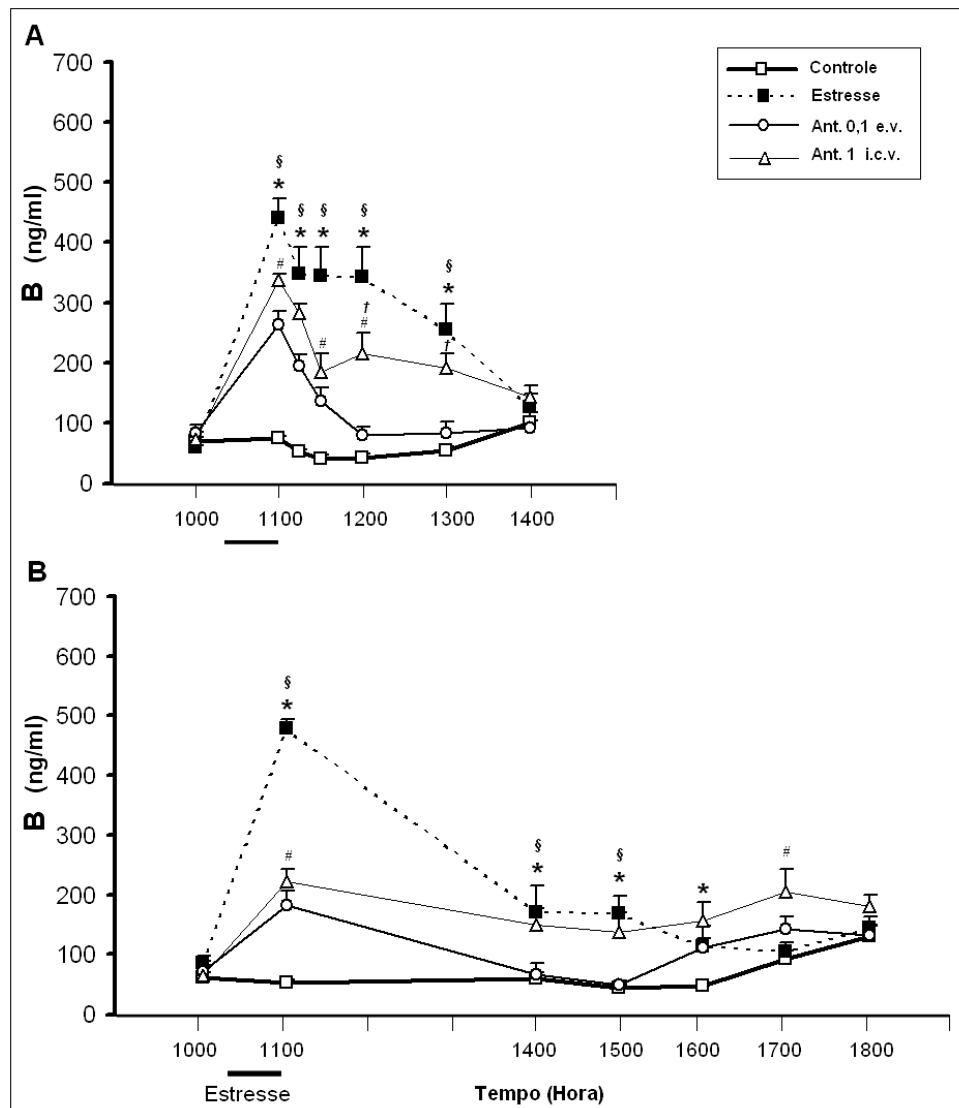 A
700
600
500
400
300
200
100
0
B (ng/ml)
Controle
Estresse
Ant. 0,1 e.v.
Ant. 1 i.c.v.
§ § § § §
* * * * *
# # † # †
1000 1100 1200 1300 1400
B
700
600
500
400
300
200
100
0
B (ng/ml)
§ § §
* * * *
# #
1000 1100 1400 1500 1600 1700 1800
Estresse Tempo (Hora)